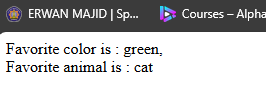 ERWAN MAJID | Sp... Courses – Alpha
Favorite color is : green,
Favorite animal is : cat